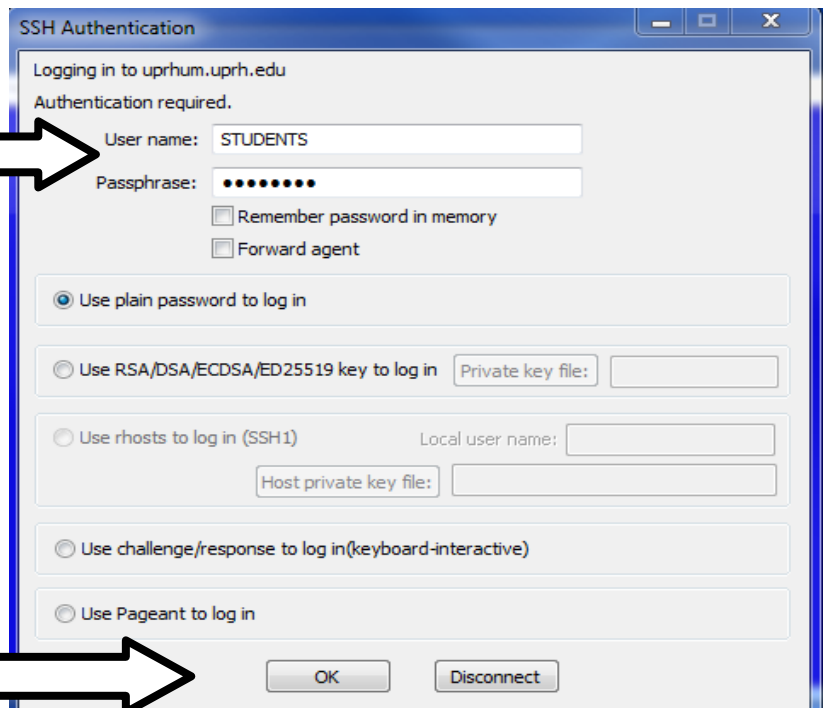 SSH Authentication
Logging in to uprhum.uprh.edu
Authentication required.
User name: STUDENTS
Passphrase: ●●●●●●●●
Remember password in memory
Forward agent
Use plain password to log in
Use RSA/DSA/ECDSA/ED25519 key to log in Private key file:
Use rhosts to log in (SSH1) Local user name:
Host private key file:
Use challenge/response to log in(keyboard-interactive)
Use Pageant to log in
OK Disconnect